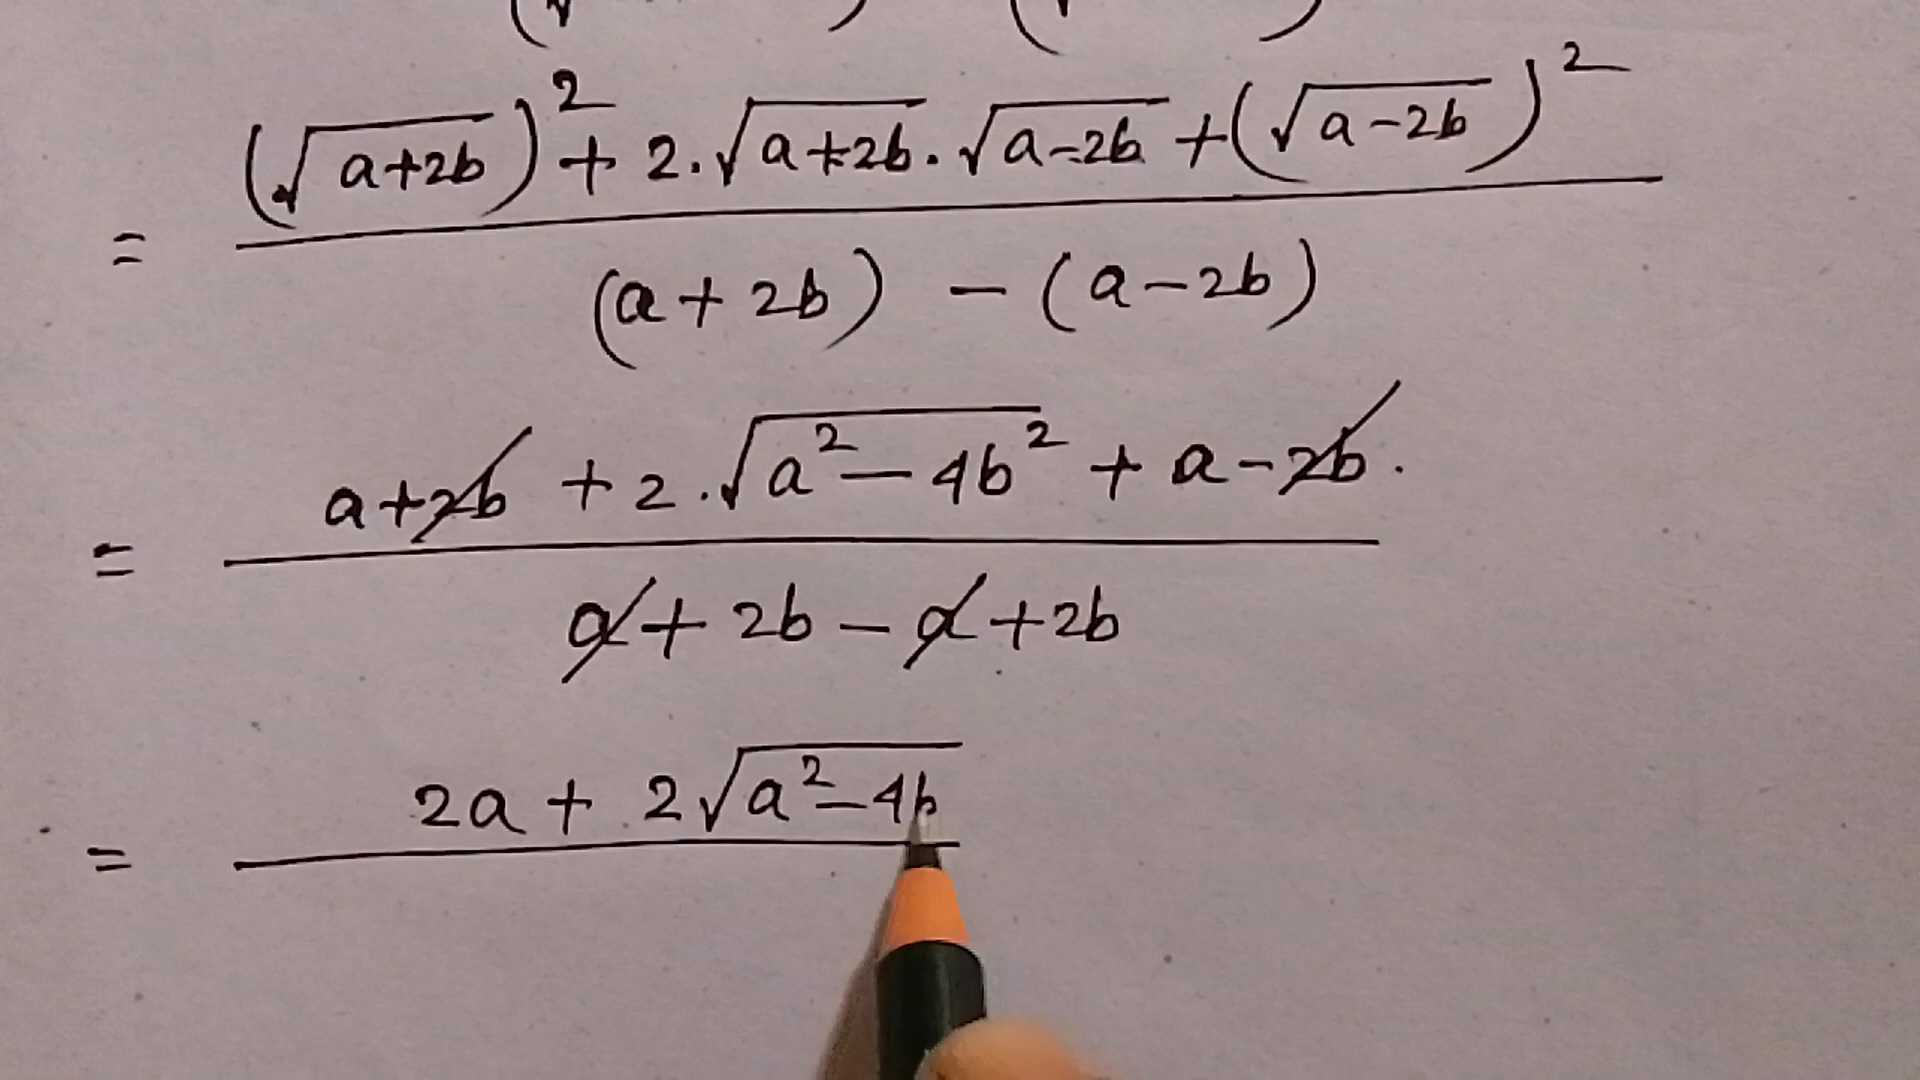 = (√(a+2b))² + 2.√(a+2b).√(a-2b) + (√(a-2b))²
(a+2b) - (a-2b)
= a+2b + 2.√(a²-4b²) + a-2b.
a+2b-a+2b
= 2a + 2√(a²-4b)